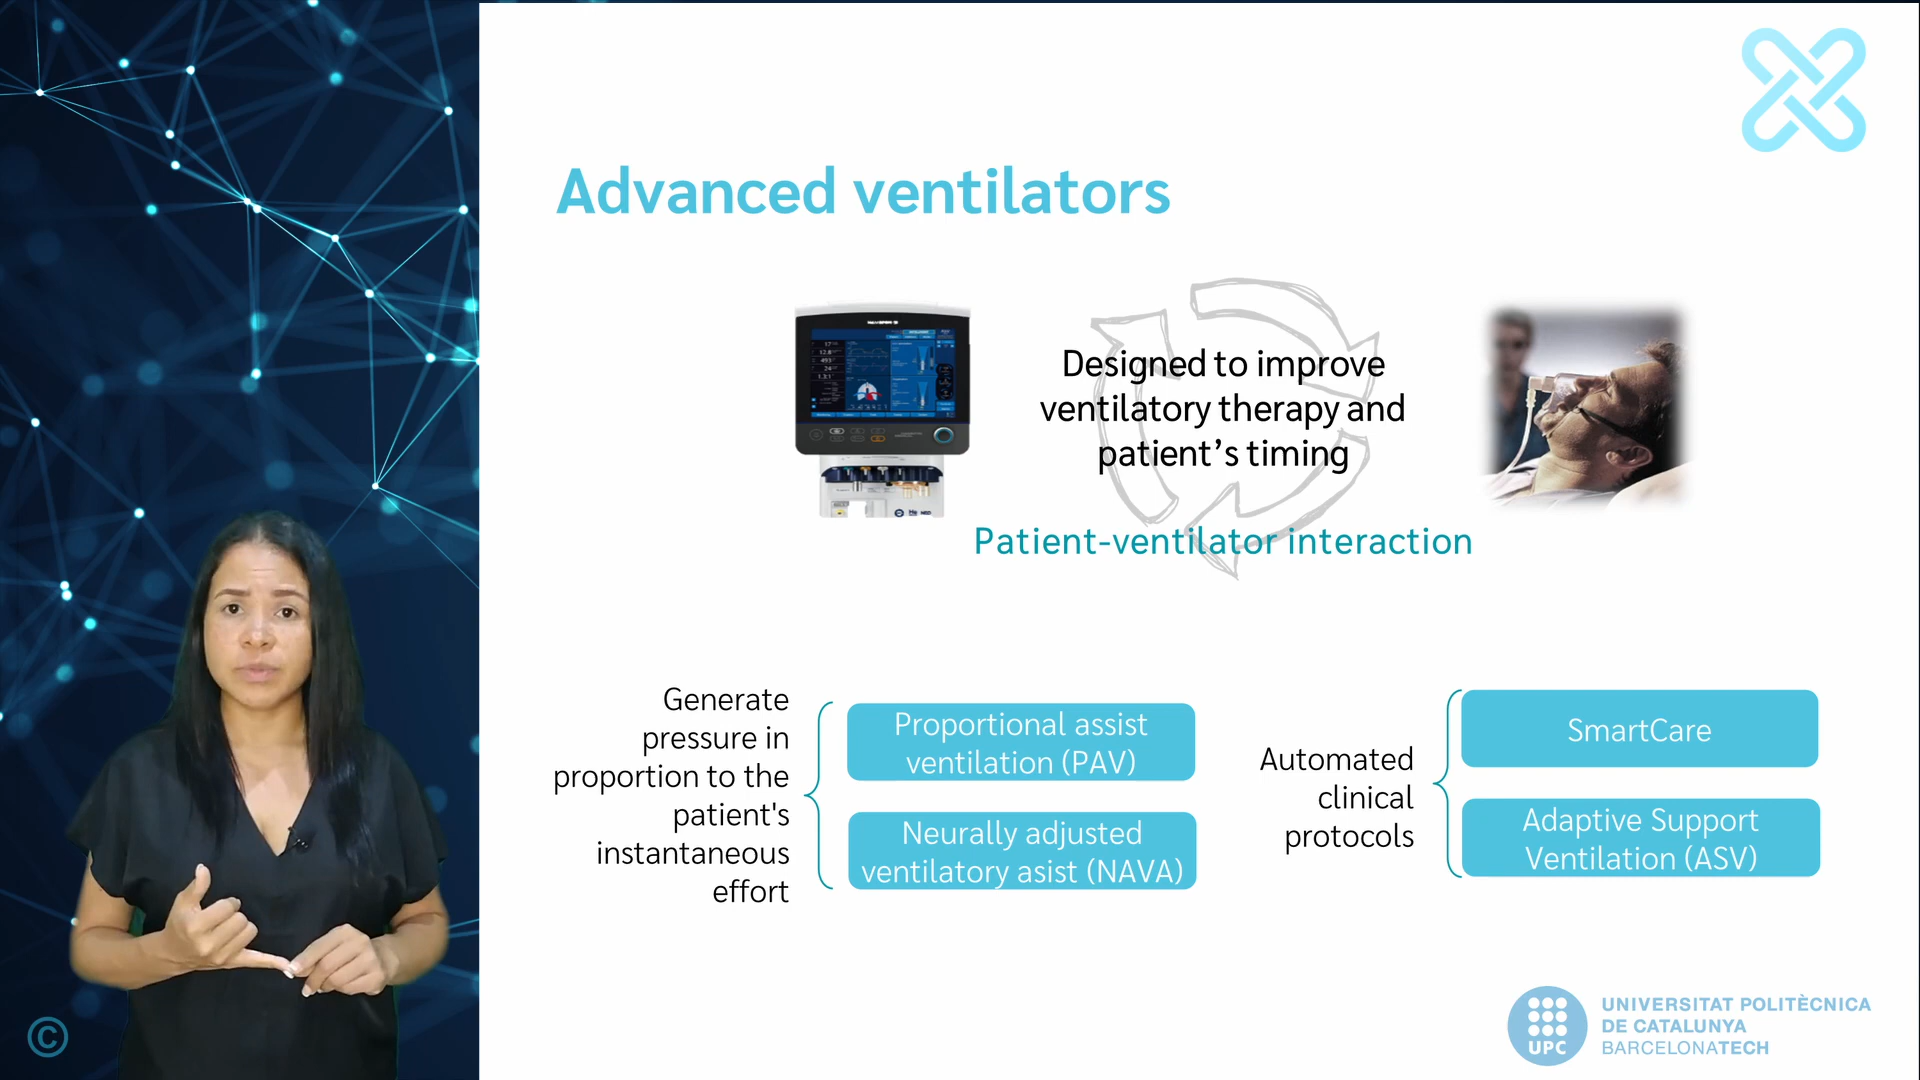 Advanced ventilators
Designed to improve
ventilatory therapy and
patient’s timing
Patient-ventilator interaction
Generate
pressure in
proportion to the
patient's
instantaneous
effort
Proportional assist
ventilation (PAV)
Neurally adjusted
ventilatory asist (NAVA)
Automated
clinical
protocols
SmartCare
Adaptive Support
Ventilation (ASV)
©
UPC
UNIVERSITAT POLITÈCNICA
DE CATALUNYA
BARCELONATECH